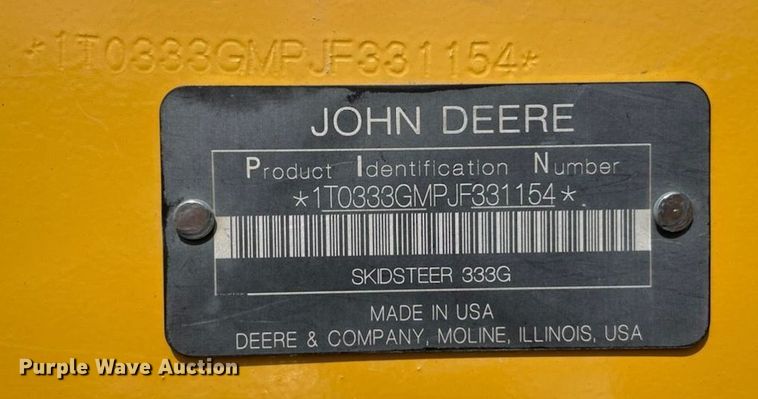 *1T0333GMPJF331154*
JOHN DEERE
Product Identification Number
*1T0333GMPJF331154*
SKIDSTEER 333G
MADE IN USA
DEERE & COMPANY, MOLINE, ILLINOIS, USA
Purple Wave Auction